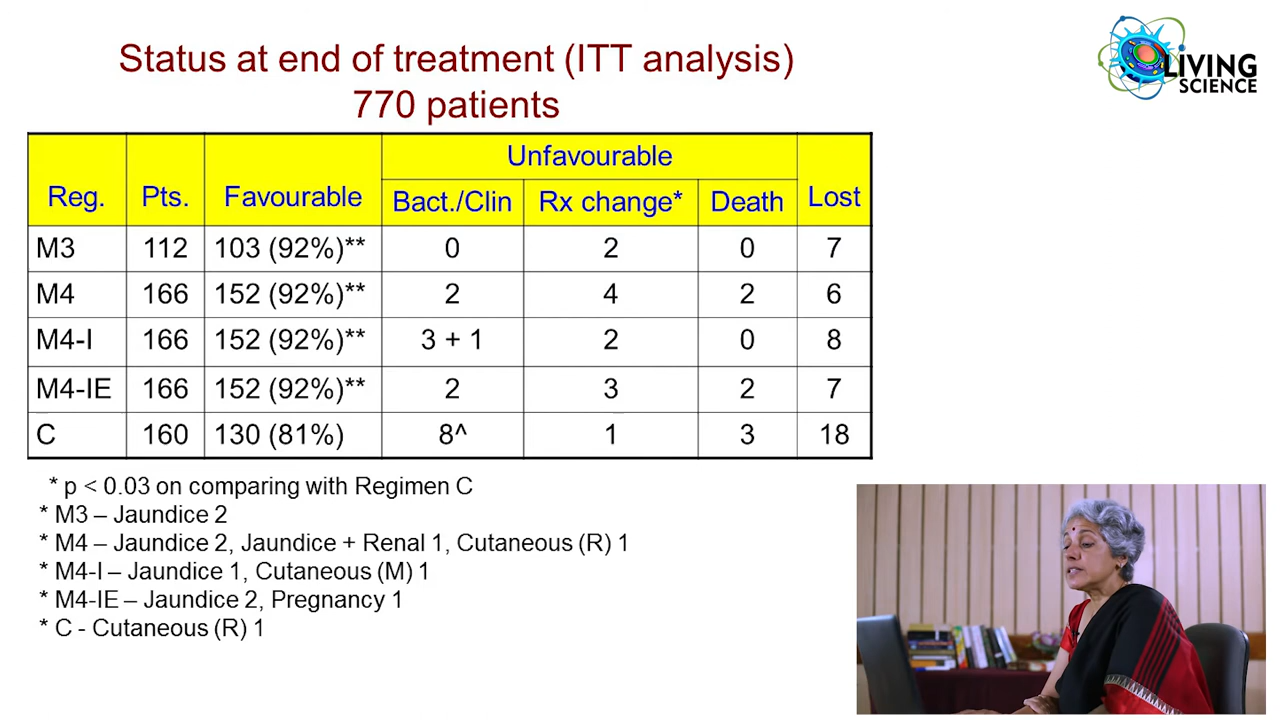 Status at end of treatment (ITT analysis)
770 patients
LIVING
SCIENCE
Unfavourable
Reg. Pts. Favourable Bact./Clin Rx change* Death Lost
M3 112 103 (92%)** 0 2 0 7
M4 166 152 (92%)** 2 4 2 6
M4-I 166 152 (92%)** 3 + 1 2 0 8
M4-IE 166 152 (92%)** 2 3 2 7
C 160 130 (81%) 8^ 1 3 18
* p < 0.03 on comparing with Regimen C
* M3 – Jaundice 2
* M4 – Jaundice 2, Jaundice + Renal 1, Cutaneous (R) 1
* M4-I – Jaundice 1, Cutaneous (M) 1
* M4-IE – Jaundice 2, Pregnancy 1
* C - Cutaneous (R) 1